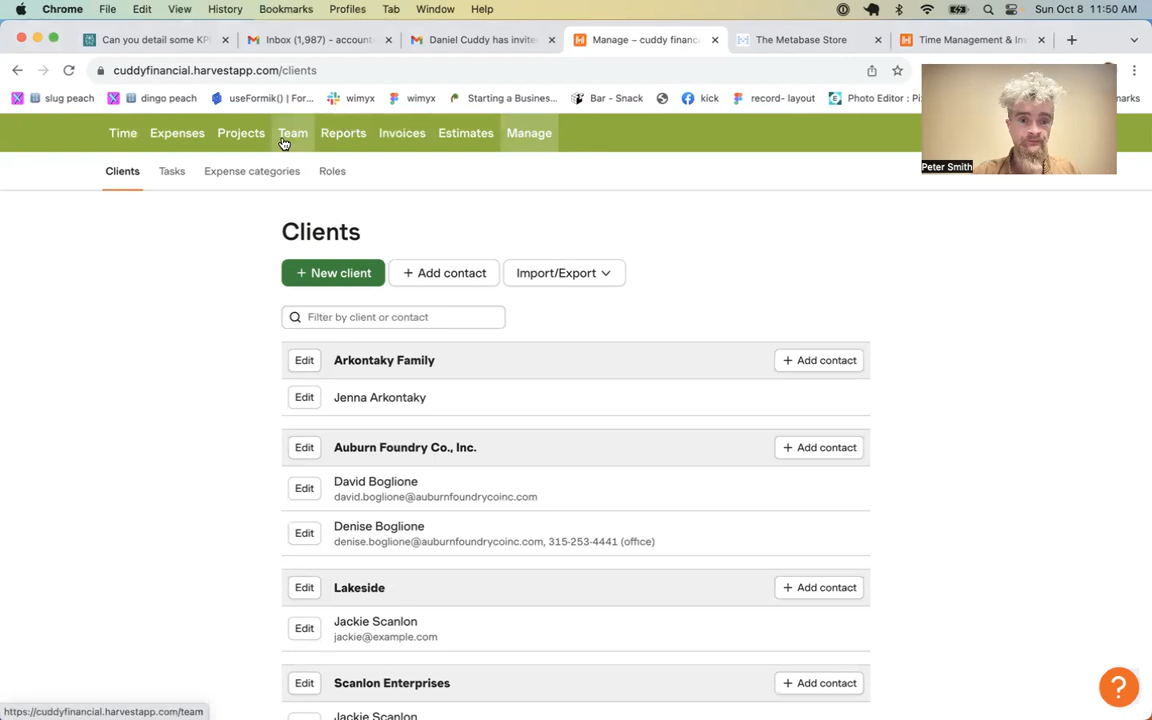 Chrome File Edit View History Bookmarks Profiles Tab Window Help Sun Oct 8 11:50 AM
Can you detail some KP Inbox (1,987) – account Daniel Cuddy has invite Manage – cuddy financ The Metabase Store Time Management & In
cuddyfinancial.harvestapp.com/clients
slug peach dingo peach useFormik() | For... wimyx wimyx Starting a Busines... Bar - Snack kick record- layout Photo Editor : Pi marks
Time Expenses Projects Team Reports Invoices Estimates Manage
Peter Smith
Clients Tasks Expense categories Roles
Clients
+ New client + Add contact Import/Export
Filter by client or contact
Edit Arkontaky Family + Add contact
Edit Jenna Arkontaky
Edit Auburn Foundry Co., Inc. + Add contact
David Boglione
Edit
david.boglione@auburnfoundrycoinc.com
Denise Boglione
Edit
denise.boglione@auburnfoundrycoinc.com, 315-253-4441 (office)
Edit Lakeside + Add contact
Jackie Scanlon
Edit
jackie@example.com
Edit Scanlon Enterprises + Add contact
Jackie Scanlon
?
https://cuddyfinancial.harvestapp.com/team